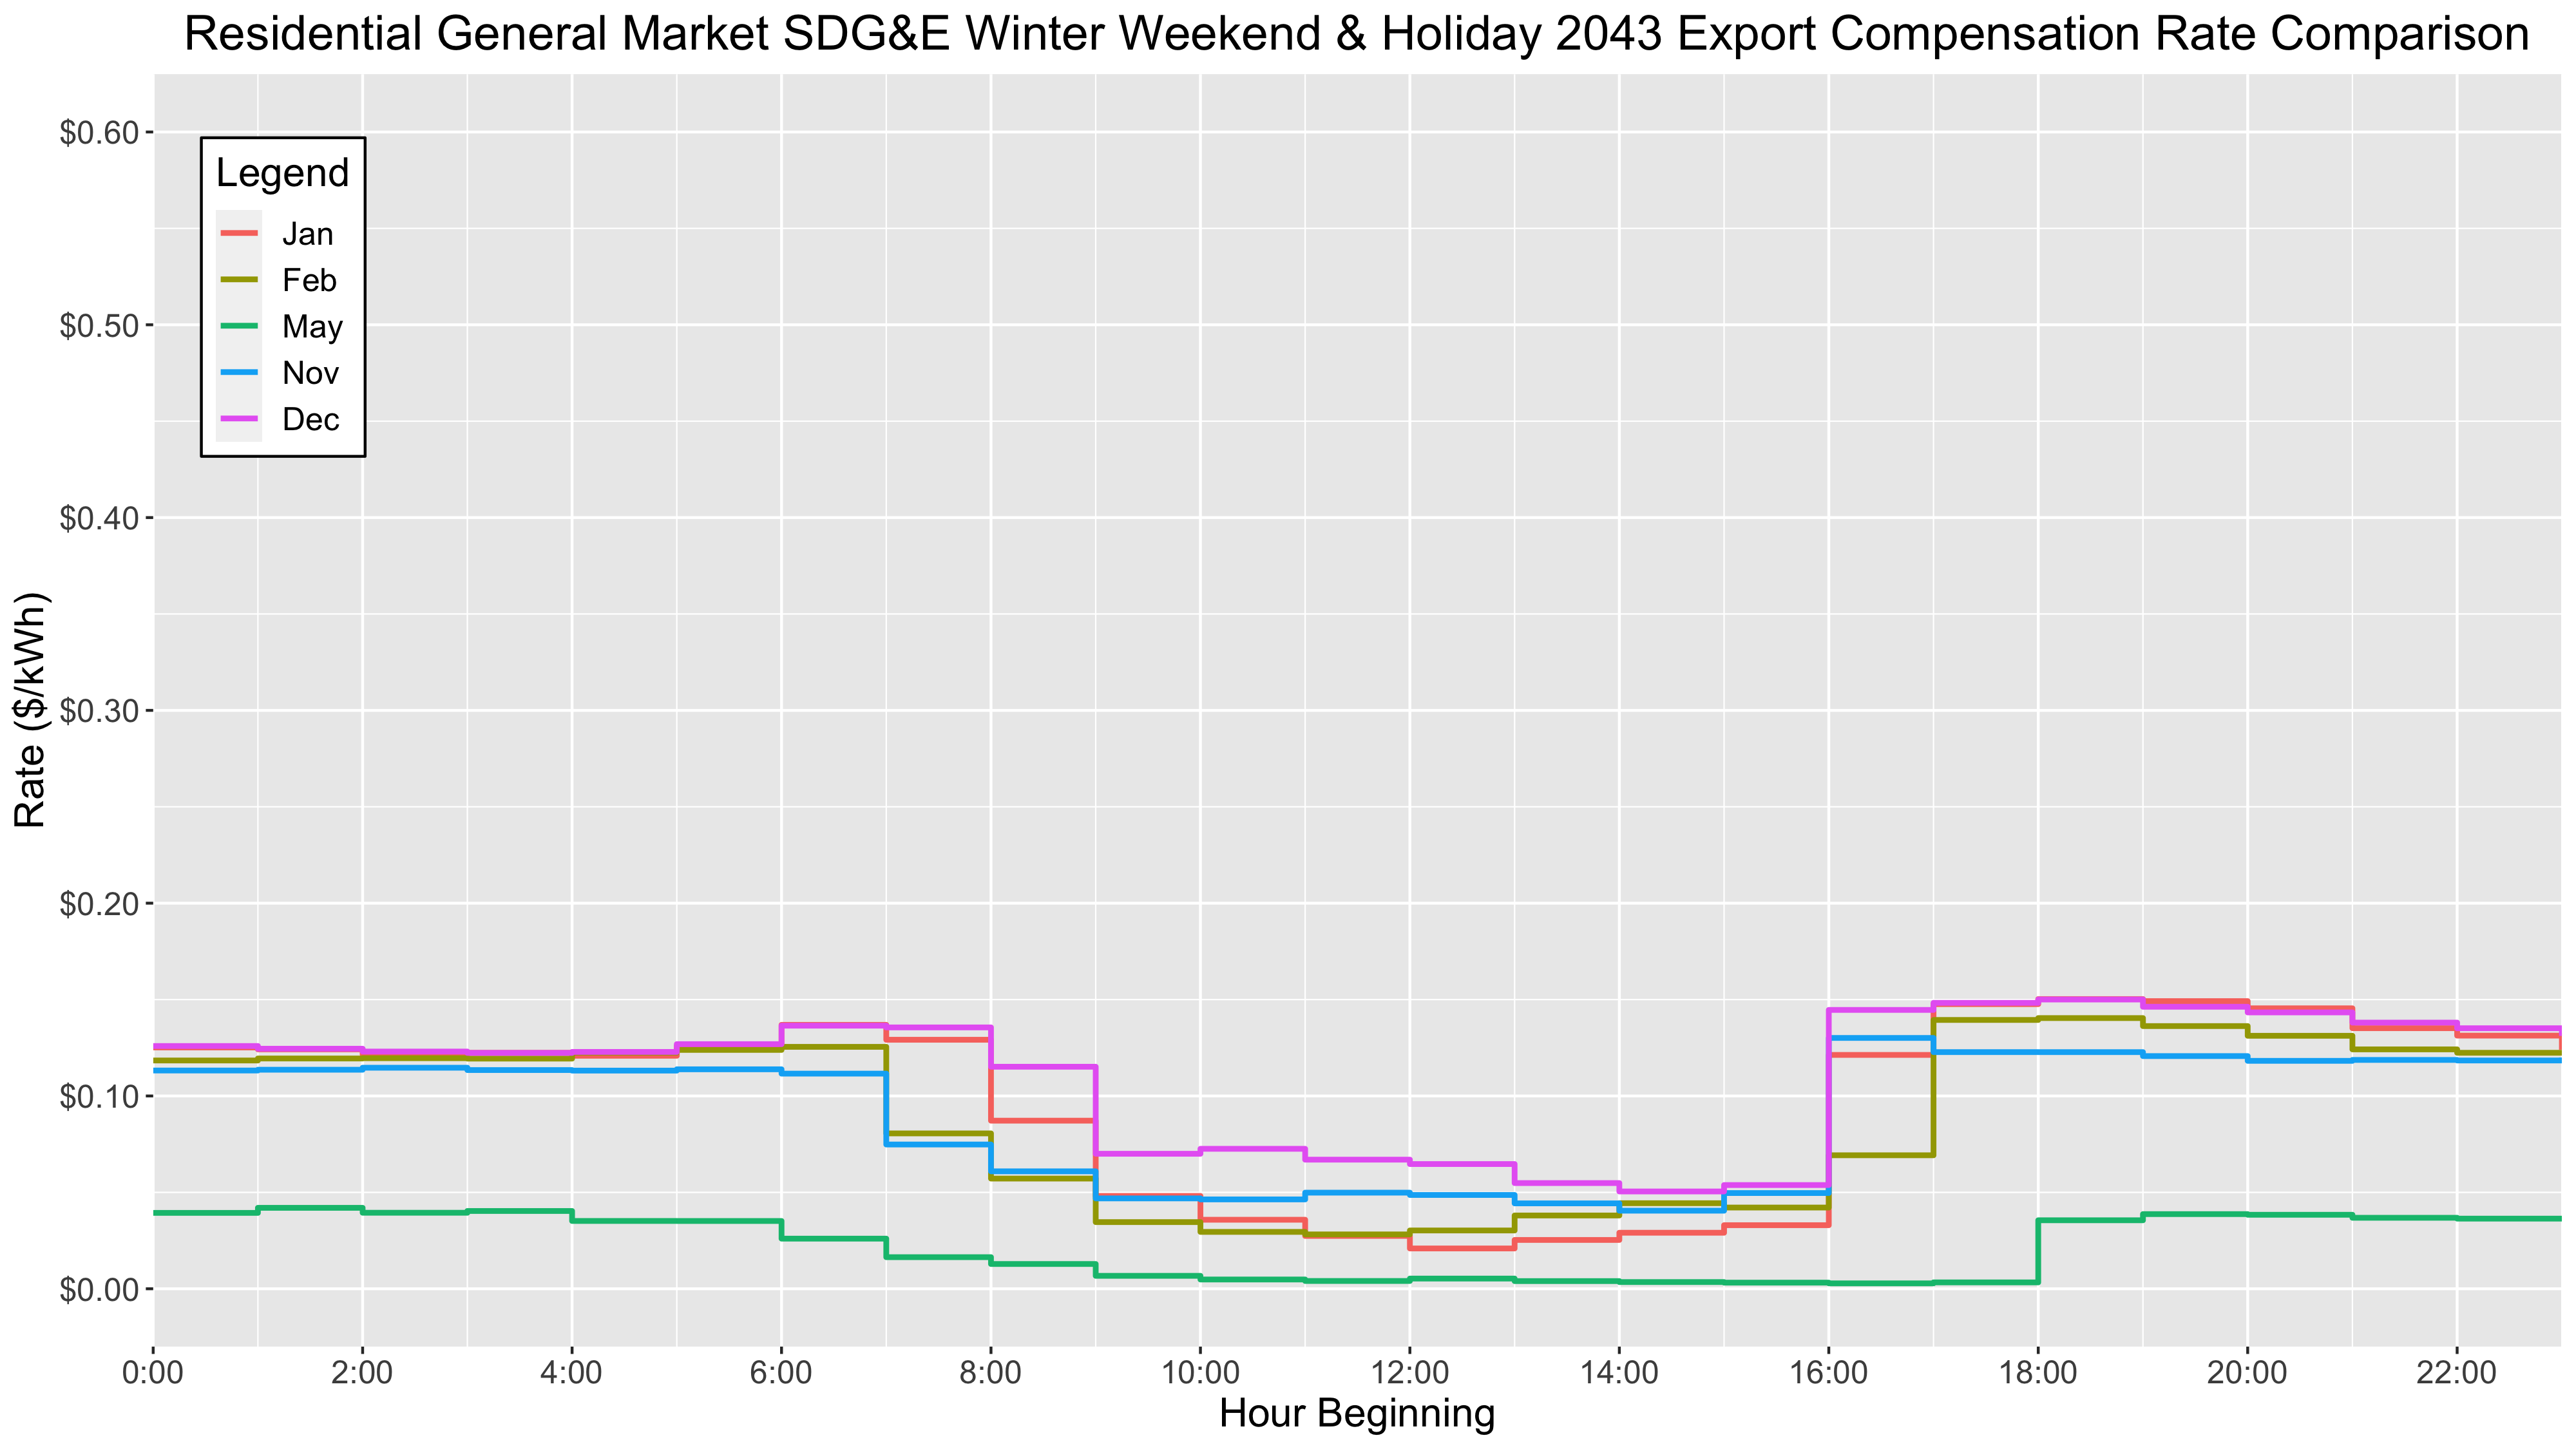 Residential General Market SDG&E Winter Weekend & Holiday 2043 Export Compensation Rate Comparison
$0.60
$0.50
$0.40
$0.30
$0.20
$0.10
$0.00
Rate ($/kWh)
Legend
Jan
Feb
May
Nov
Dec
0:00 2:00 4:00 6:00 8:00 10:00 12:00 14:00 16:00 18:00 20:00 22:00
Hour Beginning